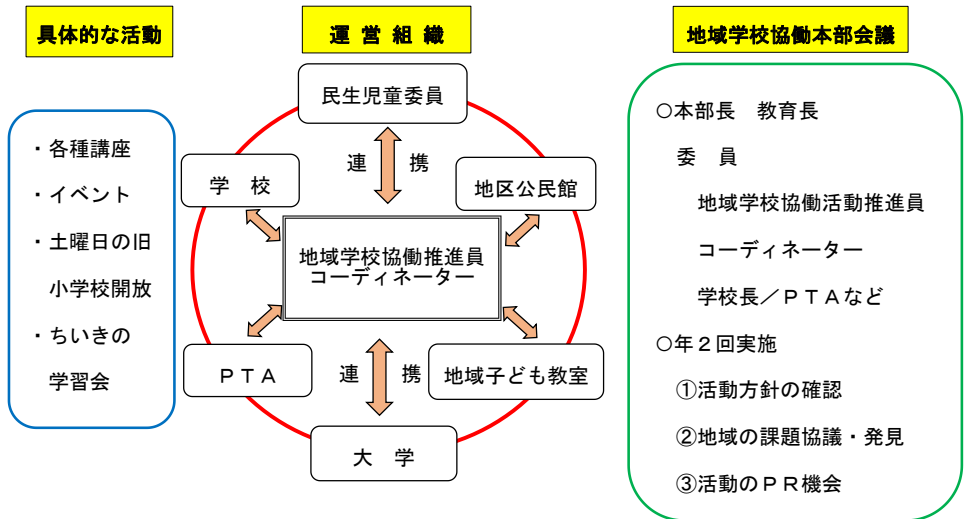 具体的な活動
・各種講座
・イベント
・土曜日の旧
小学校開放
・ちいきの
学習会
運 営 組 織
民生児童委員
連 携
学 校
地区公民館
地域学校協働推進員
コーディネーター
ＰＴＡ
連 携
地域子ども教室
大 学
地域学校協働本部会議
○本部長　教育長
委 員
地域学校協働活動推進員
コーディネーター
学校長／ＰＴＡなど
○年２回実施
①活動方針の確認
②地域の課題協議・発見
③活動のＰＲ機会